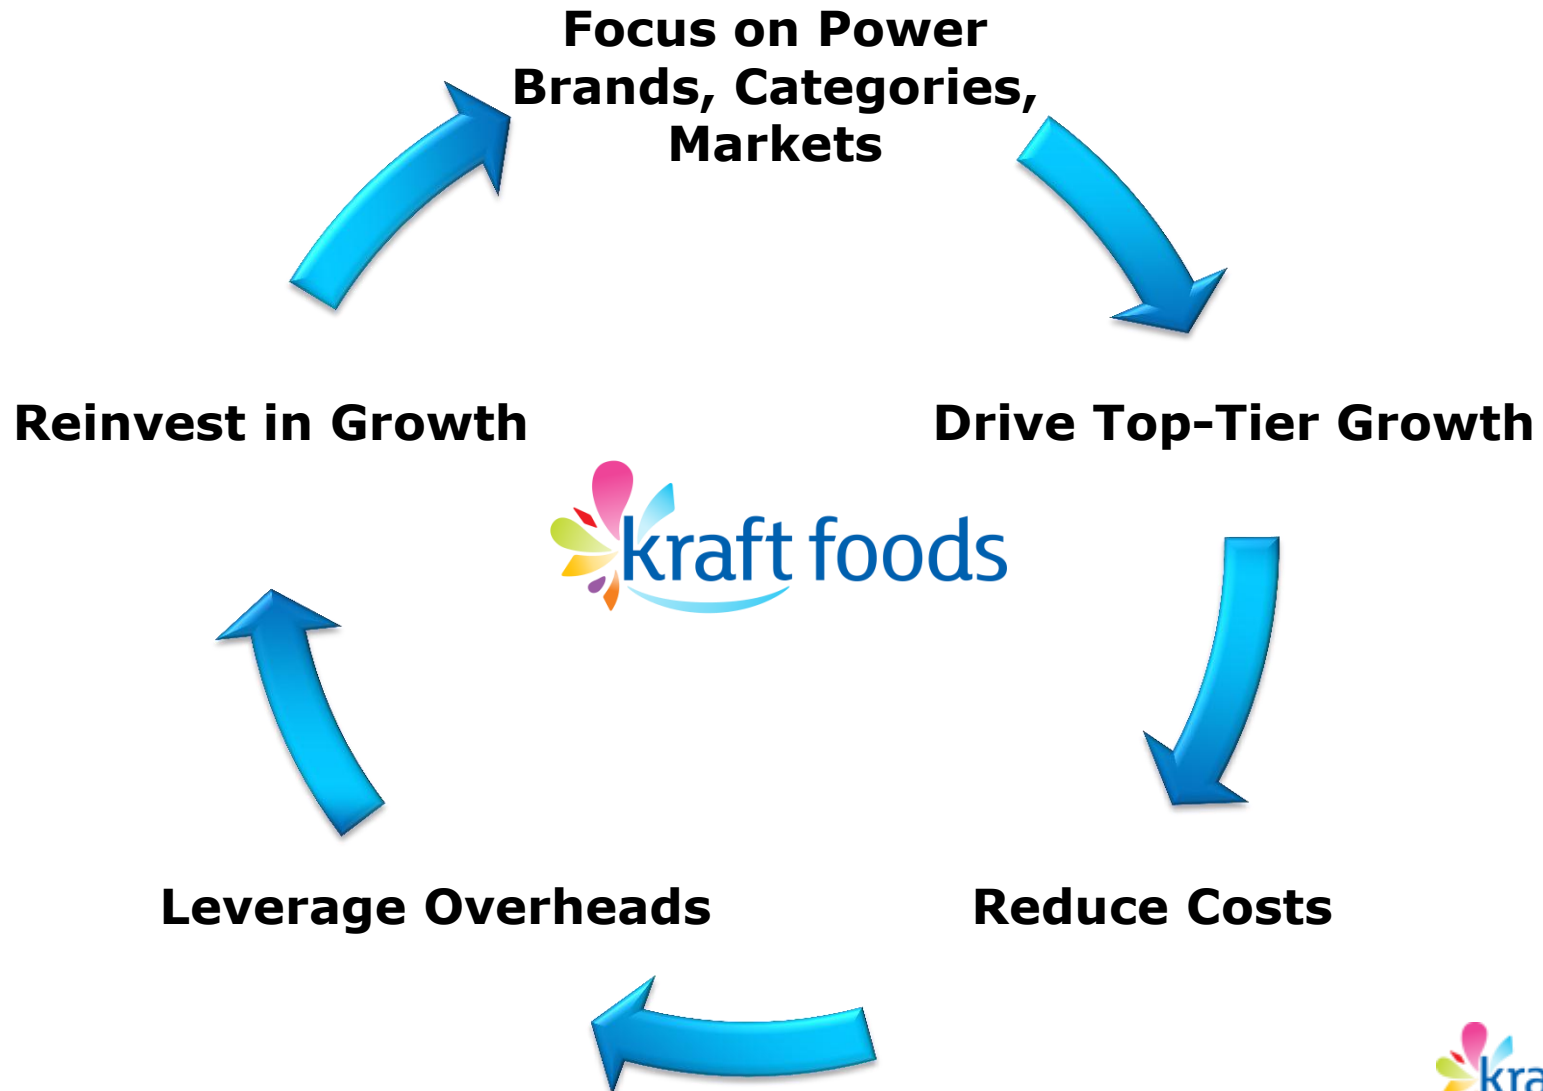 Focus on Power
Brands, Categories,
Markets
Reinvest in Growth
Drive Top-Tier Growth
kraft foods
Leverage Overheads
Reduce Costs
kra